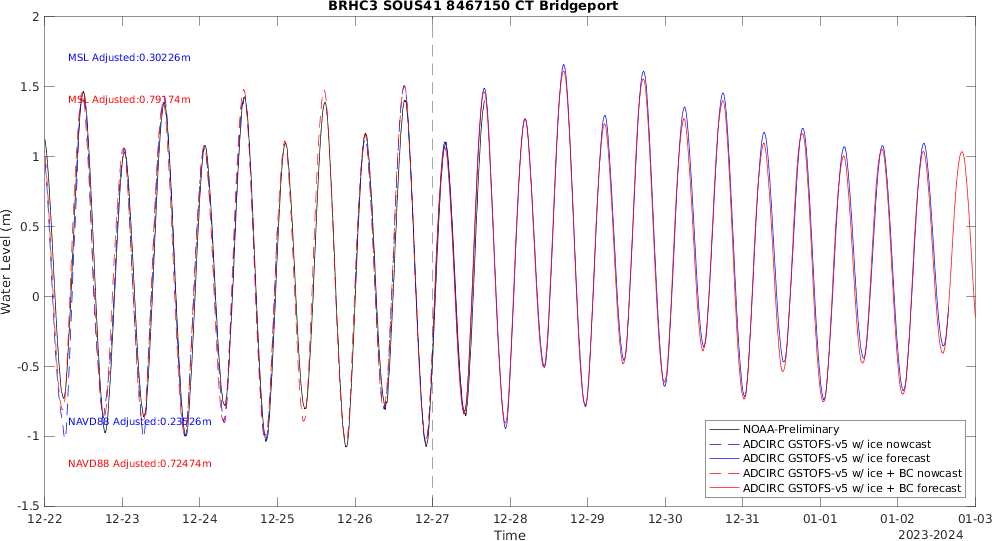 BRHC3 SOUS41 8467150 CT Bridgeport
2
1.5
1
0.5
0
-0.5
-1
-1.5
Water Level (m)
MSL Adjusted:0.30226m
MSL Adjusted:0.79174m
NAVD88 Adjusted:0.23526m
NAVD88 Adjusted:0.72474m
NOAA-Preliminary
ADCIRC GSTOFS-v5 w/ ice nowcast
ADCIRC GSTOFS-v5 w/ ice forecast
ADCIRC GSTOFS-v5 w/ ice + BC nowcast
ADCIRC GSTOFS-v5 w/ ice + BC forecast
12-22 12-23 12-24 12-25 12-26 12-27 12-28 12-29 12-30 12-31 01-01 01-02 01-03
Time
2023-2024